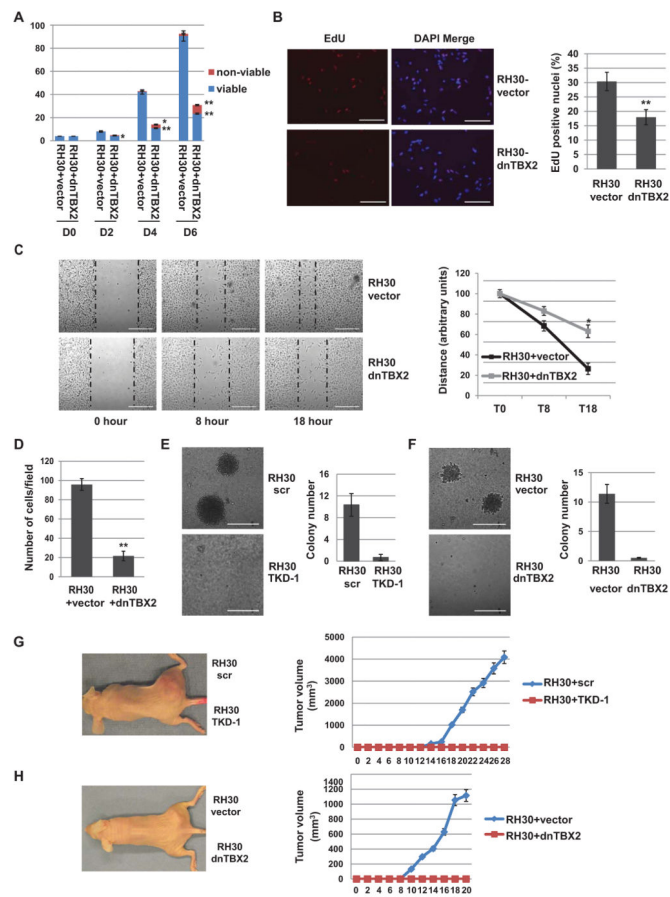 A
100
80
60
40
20
0
non-viable
viable
*
*
**
**
**
RH30+vector
RH30+dnTBX2
RH30+vector
RH30+dnTBX2
RH30+vector
RH30+dnTBX2
RH30+vector
RH30+dnTBX2
D0 D2 D4 D6
B
EdU DAPI Merge
RH30-
vector
RH30-
dnTBX2
EdU positive nuclei (%)
40
35
30
25
20
15
10
5
0
**
RH30 RH30
vector dnTBX2
C
RH30
vector
RH30
dnTBX2
0 hour 8 hour 18 hour
Distance (arbitrary units)
120
100
80
60
40
20
0
*
RH30+vector
RH30+dnTBX2
T0 T8 T18
D
Number of cells/field
120
100
80
60
40
20
0
**
RH30 RH30
+vector +dnTBX2
E
RH30
scr
RH30
TKD-1
Colony number
14
12
10
8
6
4
2
0
RH30 RH30
scr TKD-1
F
RH30
vector
RH30
dnTBX2
Colony number
14
12
10
8
6
4
2
0
RH30 RH30
vector dnTBX2
G
RH30
scr
RH30
TKD-1
Tumor volume
(mm3)
5000
4000
3000
2000
1000
0
0 2 4 6 8 10 12 14 16 18 20 22 24 26 28
RH30+scr
RH30+TKD-1
H
RH30
vector
RH30
dnTBX2
Tumor volume
(mm3)
1200
1000
800
600
400
200
0
0 2 4 6 8 10 12 14 16 18 20
RH30+vector
RH30+dnTBX2